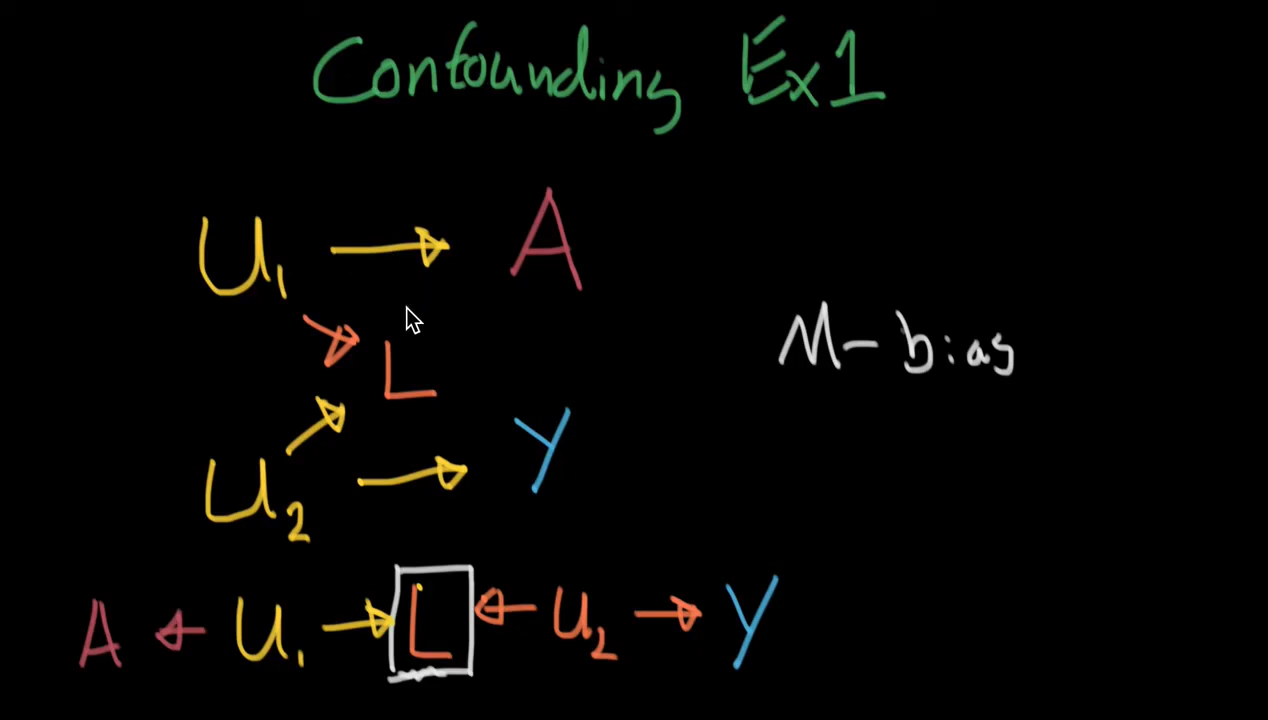 Confounding Ex1
U1 → A
L
M-bias
U2 → Y
A ← U1 → L ← U2 → Y